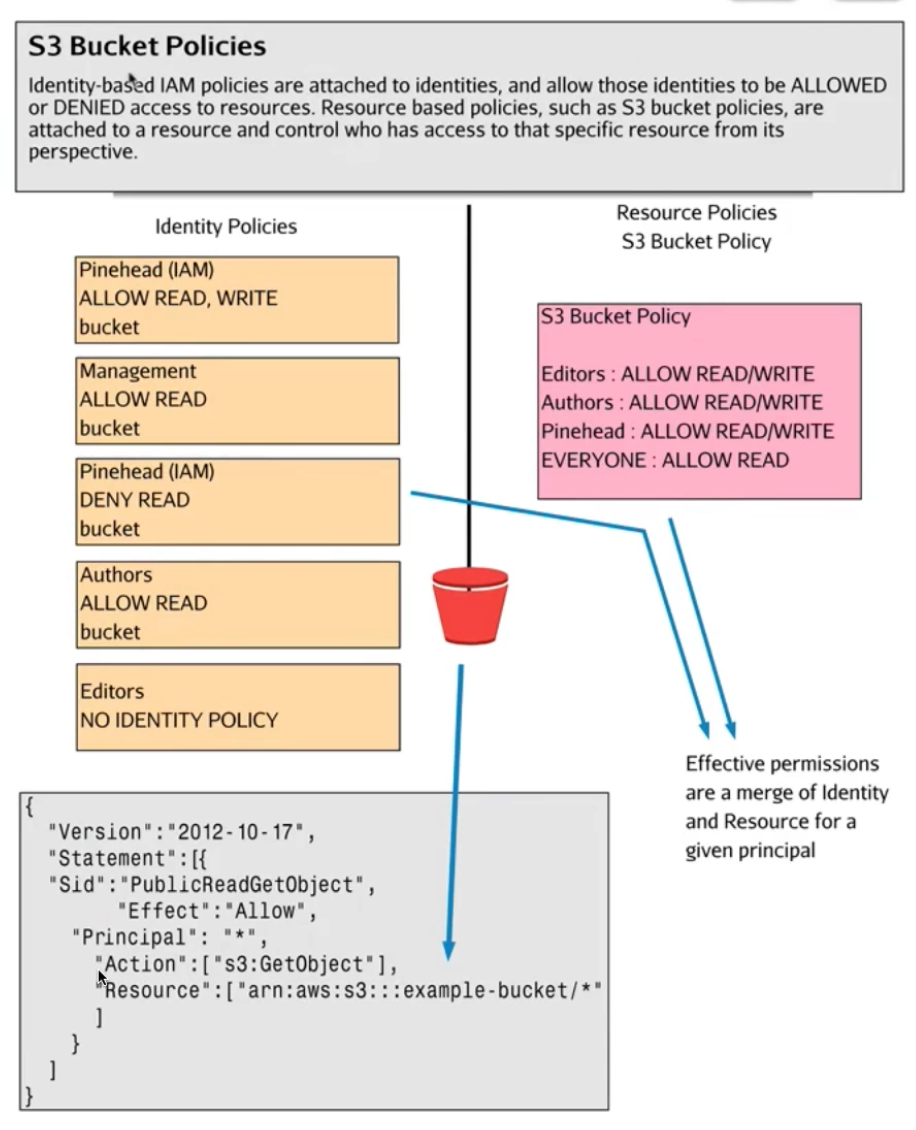 S3 Bucket Policies
Identity-based IAM policies are attached to identities, and allow those identities to be ALLOWED
or DENIED access to resources. Resource based policies, such as S3 bucket policies, are
attached to a resource and control who has access to that specific resource from its
perspective.
Identity Policies
Pinehead (IAM)
ALLOW READ, WRITE
bucket
Management
ALLOW READ
bucket
Pinehead (IAM)
DENY READ
bucket
Authors
ALLOW READ
bucket
Editors
NO IDENTITY POLICY
Resource Policies
S3 Bucket Policy
S3 Bucket Policy
Editors : ALLOW READ/WRITE
Authors : ALLOW READ/WRITE
Pinehead : ALLOW READ/WRITE
EVERYONE : ALLOW READ
Effective permissions
are a merge of Identity
and Resource for a
given principal
{
"Version":"2012-10-17",
"Statement":[{
"Sid":"PublicReadGetObject",
"Effect":"Allow",
"Principal": "*",
"Action":["s3:GetObject"],
"Resource":["arn:aws:s3:::example-bucket/*"
]
}
]
}